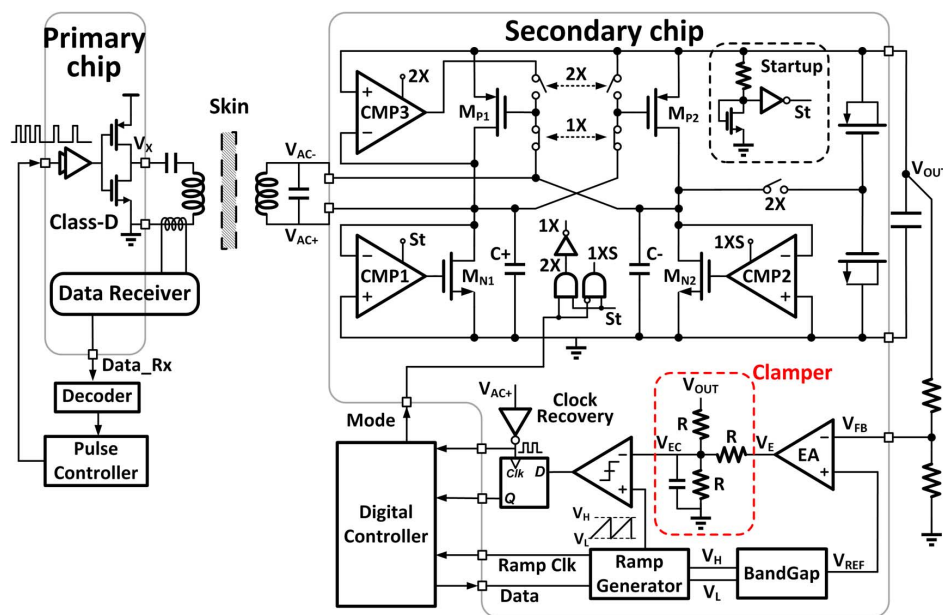 Primary
chip
Secondary chip
Skin
V_X
Class-D
Data Receiver
Data_Rx
Decoder
Pulse
Controller
V_AC-
V_AC+
CMP3
2X
M_P1
2X
1X
M_P2
Startup
St
V_OUT
2X
CMP1
St
M_N1
C+
1X
2X
1XS
St
C-
M_N2
1XS
CMP2
Mode
V_AC+
Clock
Recovery
Clk
D
Q
Digital
Controller
Ramp Clk
Data
V_H
V_L
Ramp
Generator
V_H
V_L
BandGap
V_REF
Clamper
V_OUT
R
R
R
V_EC
V_E
EA
V_FB